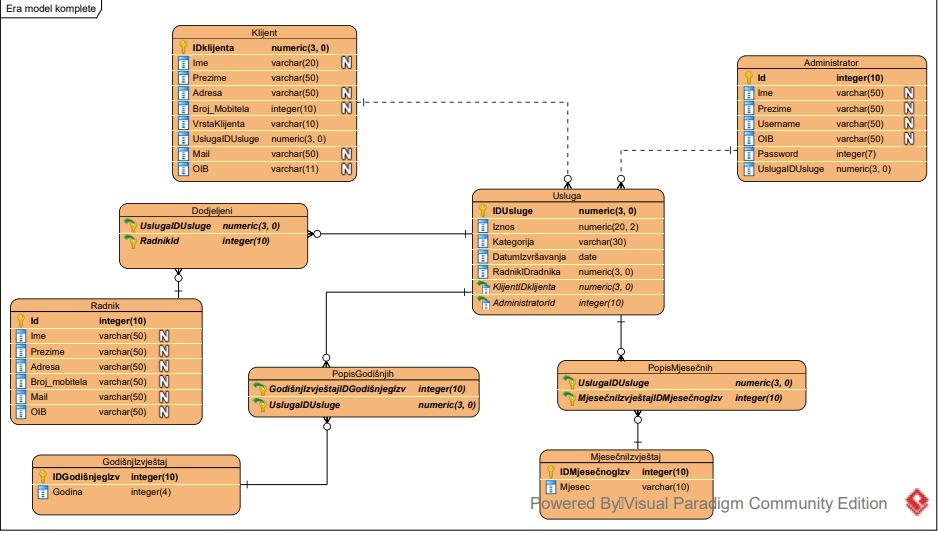 Era model komplete
Klijent
IDklijenta numeric(3, 0)
Ime varchar(20) N
Prezime varchar(50)
Adresa varchar(50) N
Broj_Mobitela integer(10) N
VrstaKlijenta varchar(10)
UslugaIDUsluge numeric(3, 0)
Mail varchar(50) N
OIB varchar(11) N
Administrator
Id integer(10)
Ime varchar(50) N
Prezime varchar(50) N
Username varchar(50) N
OIB varchar(50) N
Password integer(7)
UslugaIDUsluge numeric(3, 0)
Dodjeljeni
UslugaIDUsluge numeric(3, 0)
RadnikId integer(10)
Usluga
IDUsluge numeric(3, 0)
Iznos numeric(20, 2)
Kategorija varchar(30)
DatumIzvršavanja date
RadnikIDradnika numeric(3, 0)
KlijentIDklijenta numeric(3, 0)
AdministratorId integer(10)
Radnik
Id integer(10)
Ime varchar(50) N
Prezime varchar(50) N
Adresa varchar(50) N
Broj_mobitela varchar(50) N
Mail varchar(50) N
OIB varchar(50) N
PopisGodišnjih
GodišnjIzvještajIDGodišnjegIzv integer(10)
UslugaIDUsluge numeric(3, 0)
PopisMjesečnih
UslugaIDUsluge numeric(3, 0)
MjesečniIzvještajIDMjesečnogIzv integer(10)
GodišnjIzvještaj
IDGodišnjegIzv integer(10)
Godina integer(4)
MjesečniIzvještaj
IDMjesečnogIzv integer(10)
Mjesec varchar(10)
Powered By Visual Paradigm Community Edition